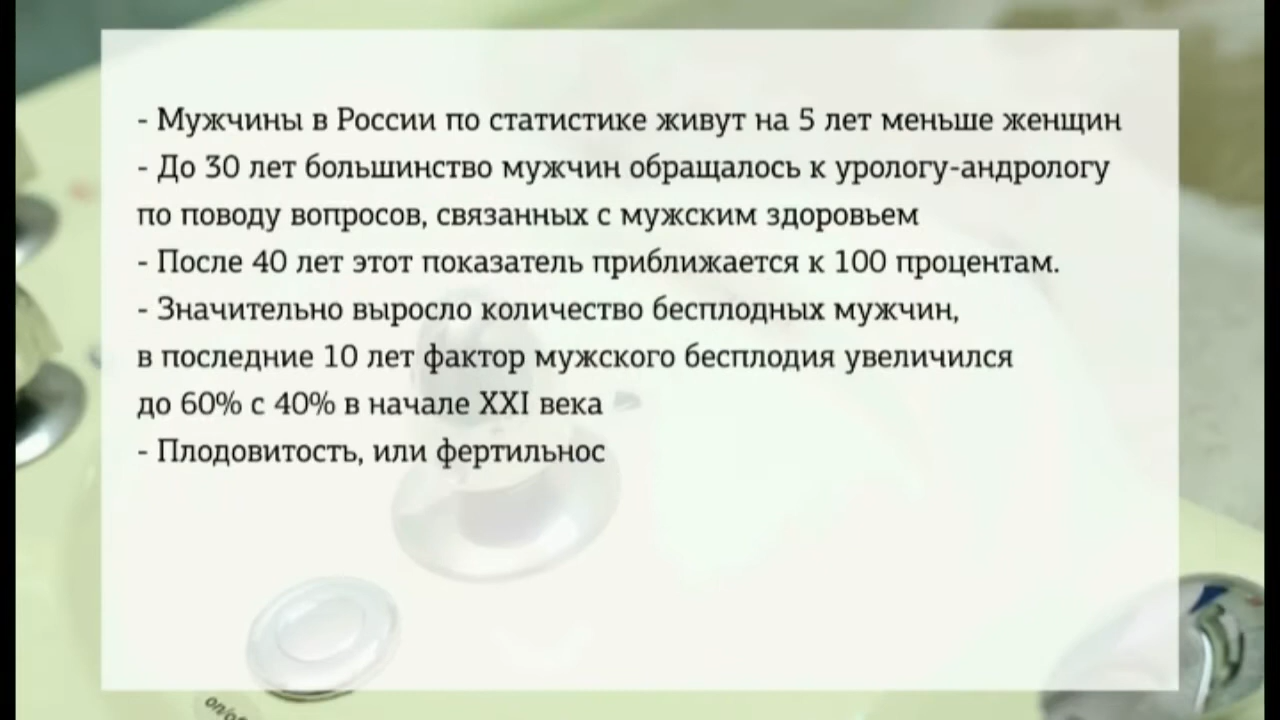 - Мужчины в России по статистике живут на 5 лет меньше женщин
- До 30 лет большинство мужчин обращалось к урологу-андрологу
по поводу вопросов, связанных с мужским здоровьем
- После 40 лет этот показатель приближается к 100 процентам.
- Значительно выросло количество бесплодных мужчин,
в последние 10 лет фактор мужского бесплодия увеличился
до 60% с 40% в начале XXI века
- Плодовитость, или фертильнос